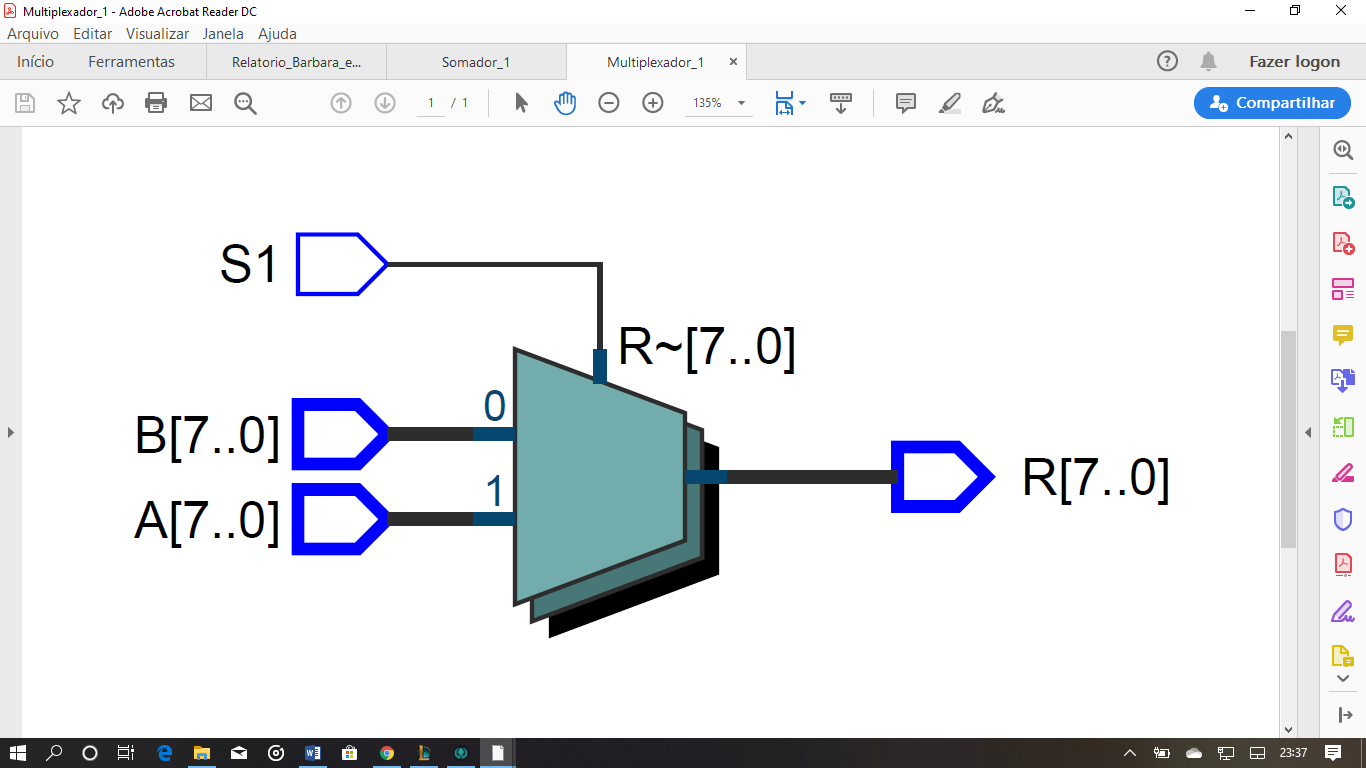 Multiplexador_1 - Adobe Acrobat Reader DC
Arquivo Editar Visualizar Janela Ajuda
Início Ferramentas Relatorio_Barbara_e... Somador_1 Multiplexador_1 ×
Fazer logon
1 / 1 135% Compartilhar
S1
R~[7..0]
0
B[7..0]
1
A[7..0]
R[7..0]
23:37